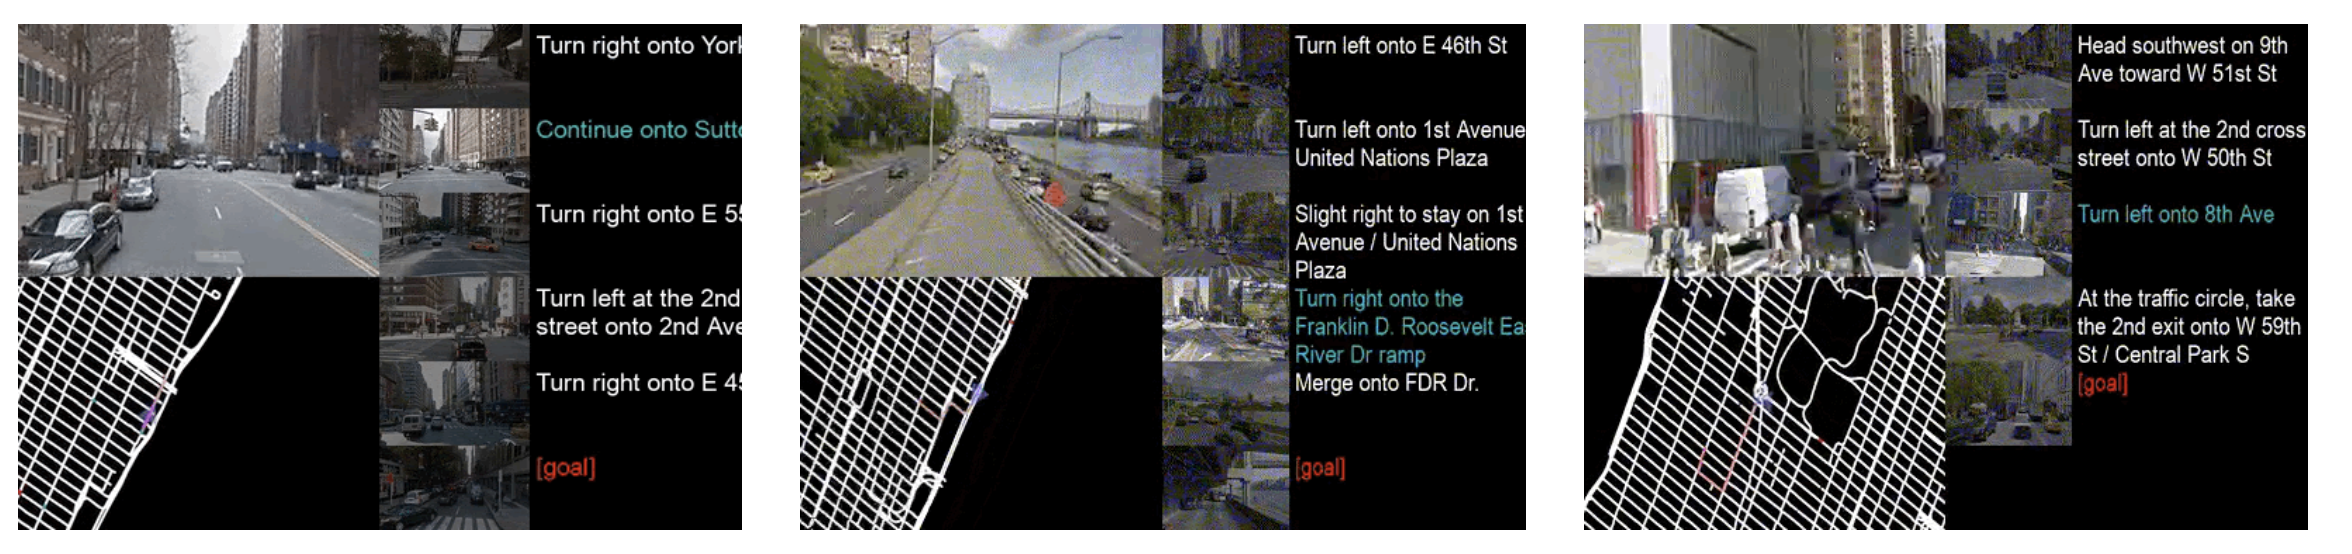 Turn right onto York
Continue onto Sutto
Turn right onto E 55
Turn left at the 2nd
street onto 2nd Ave
Turn right onto E 45
[goal]
Turn left onto E 46th St
Turn left onto 1st Avenue
United Nations Plaza
Slight right to stay on 1st
Avenue / United Nations
Plaza
Turn right onto the
Franklin D. Roosevelt Ea
River Dr ramp
Merge onto FDR Dr.
[goal]
Head southwest on 9th
Ave toward W 51st St
Turn left at the 2nd cross
street onto W 50th St
Turn left onto 8th Ave
At the traffic circle, take
the 2nd exit onto W 59th
St / Central Park S
[goal]